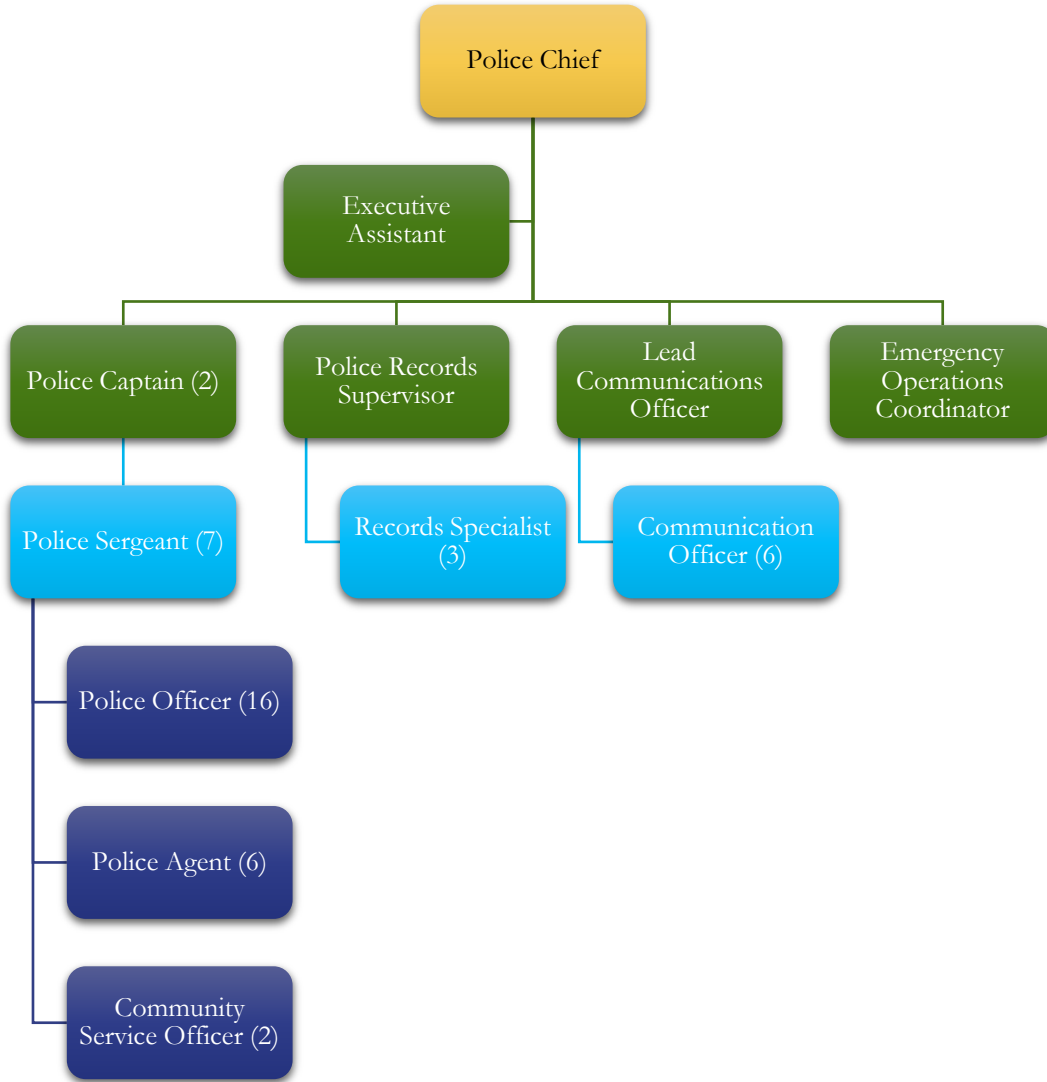 Police Chief
Executive
Assistant
Police Captain (2)
Police Records
Supervisor
Lead
Communications
Officer
Emergency
Operations
Coordinator
Police Sergeant (7)
Records Specialist
(3)
Communication
Officer (6)
Police Officer (16)
Police Agent (6)
Community
Service Officer (2)